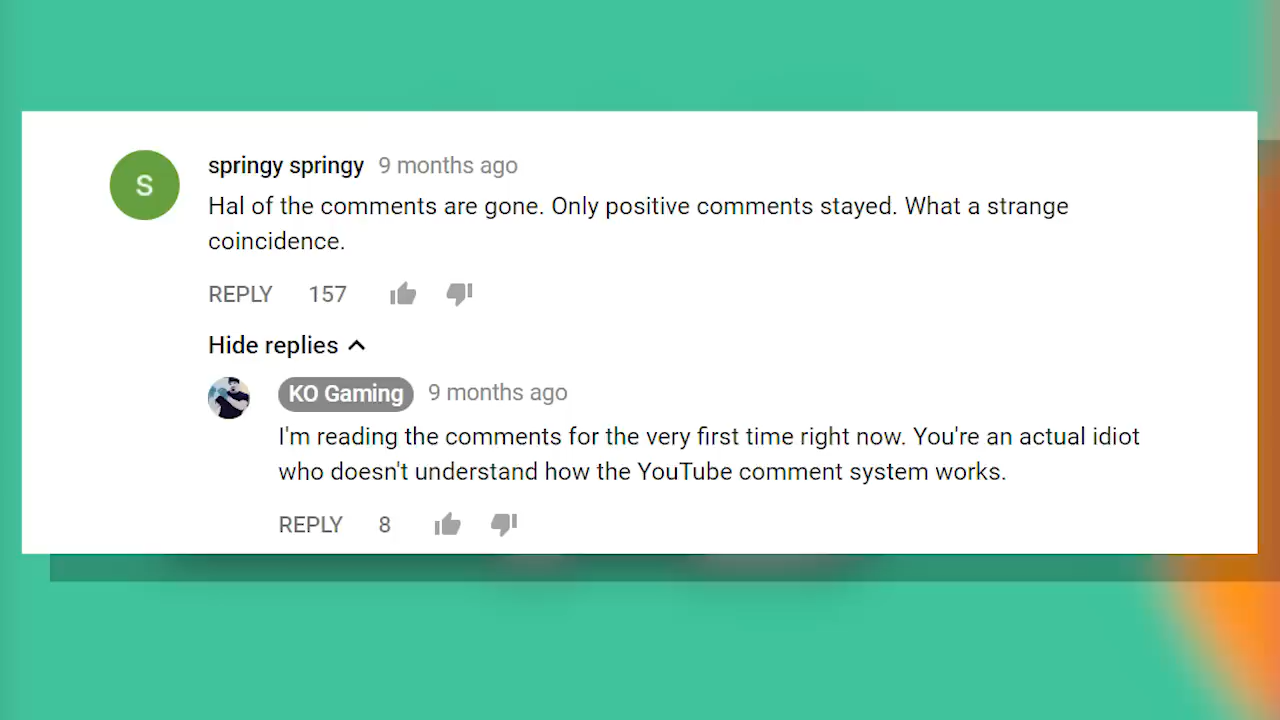 S
springy springy 9 months ago
Hal of the comments are gone. Only positive comments stayed. What a strange
coincidence.
REPLY 157
Hide replies
KO Gaming 9 months ago
I'm reading the comments for the very first time right now. You're an actual idiot
who doesn't understand how the YouTube comment system works.
REPLY 8